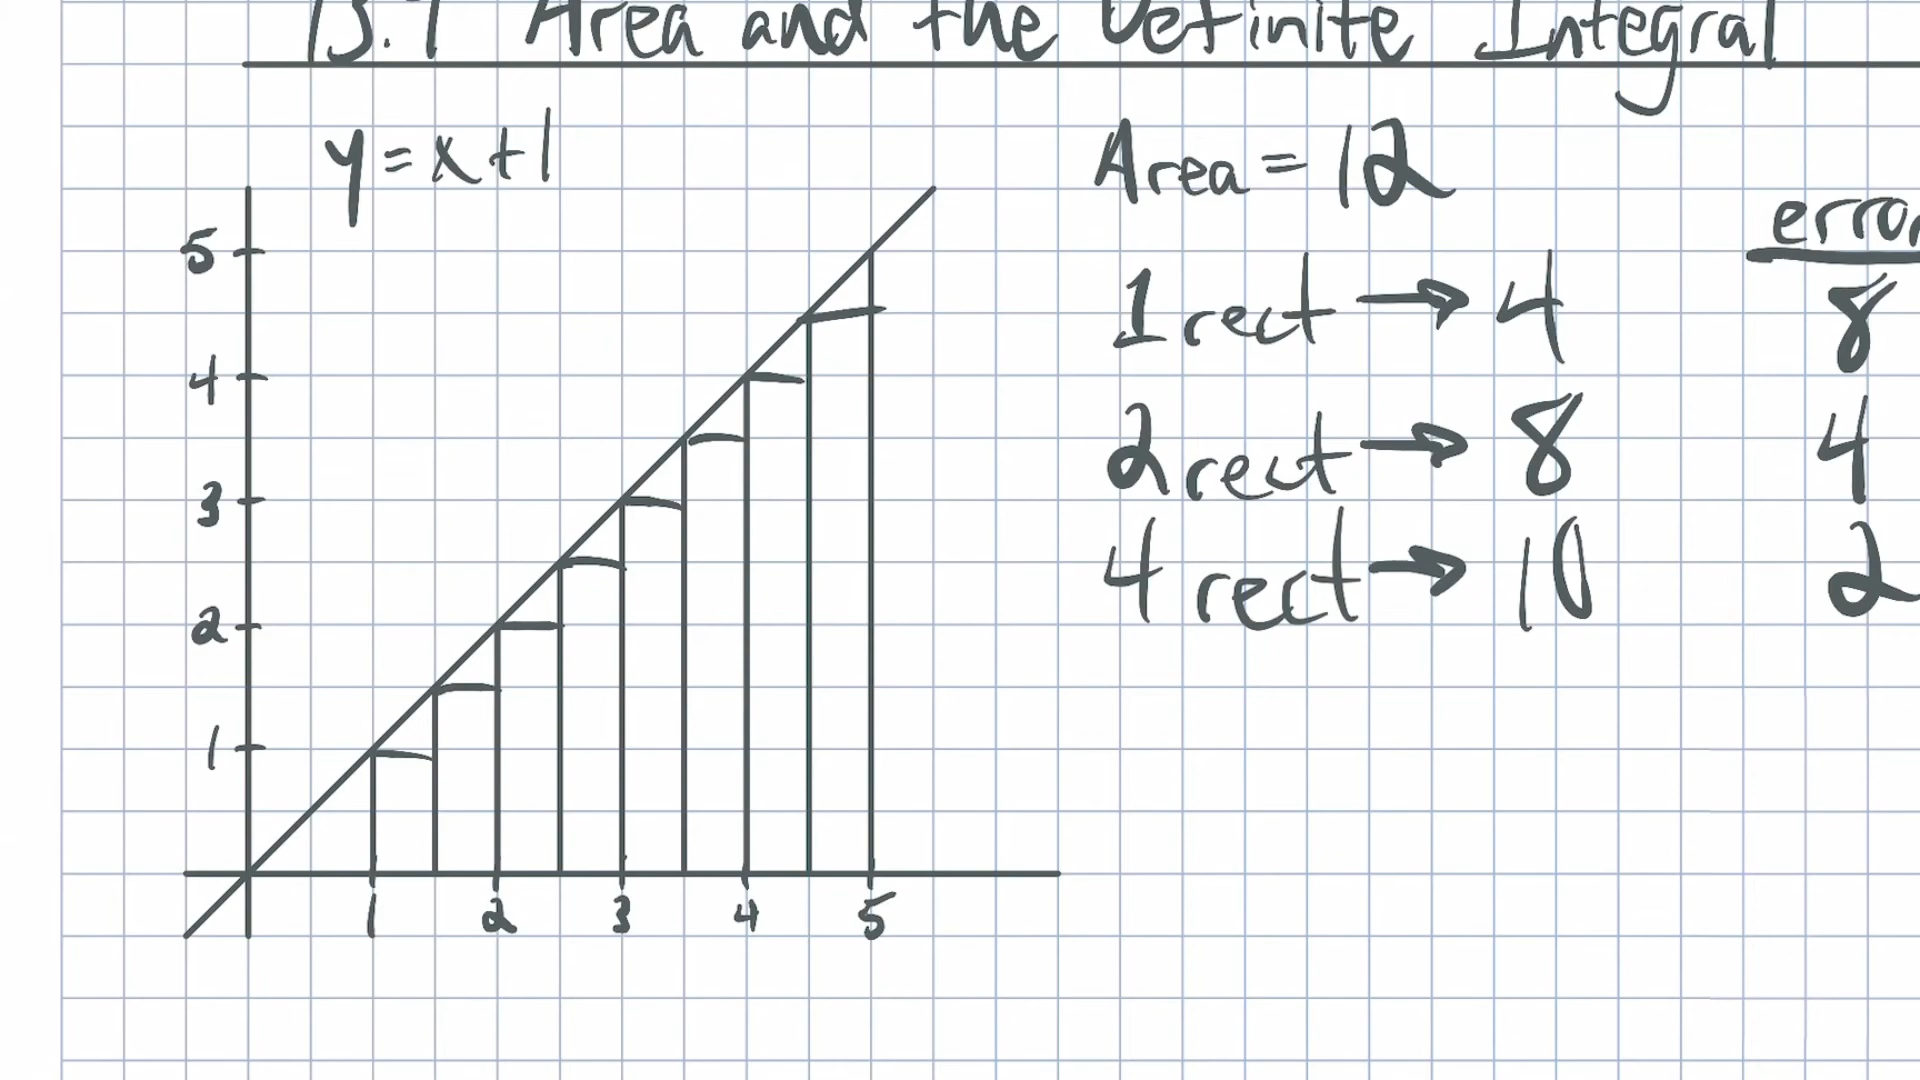 13.4 Area and the Definite Integral
y = x + 1
Area = 12
error
1 rect → 4 8
2 rect → 8 4
4 rect → 10 2
5
4
3
2
1
1 2 3 4 5